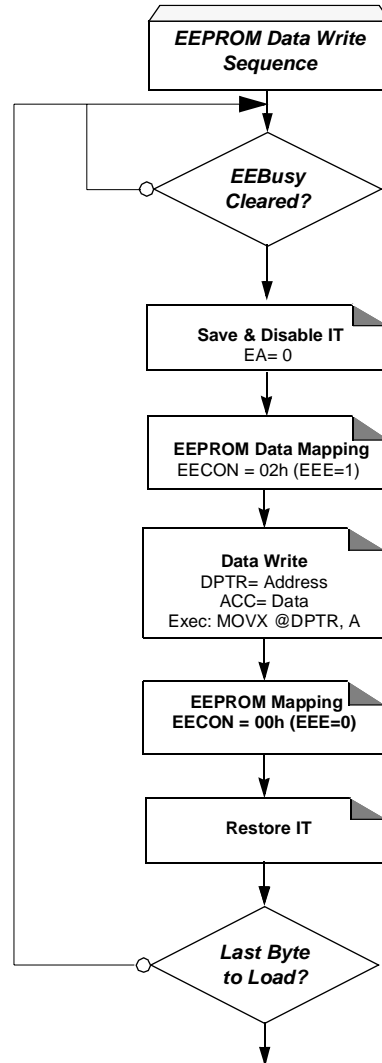 EEPROM Data Write
Sequence
EEBusy
Cleared?
Save & Disable IT
EA= 0
EEPROM Data Mapping
EECON = 02h (EEE=1)
Data Write
DPTR= Address
ACC= Data
Exec: MOVX @DPTR, A
EEPROM Mapping
EECON = 00h (EEE=0)
Restore IT
Last Byte
to Load?